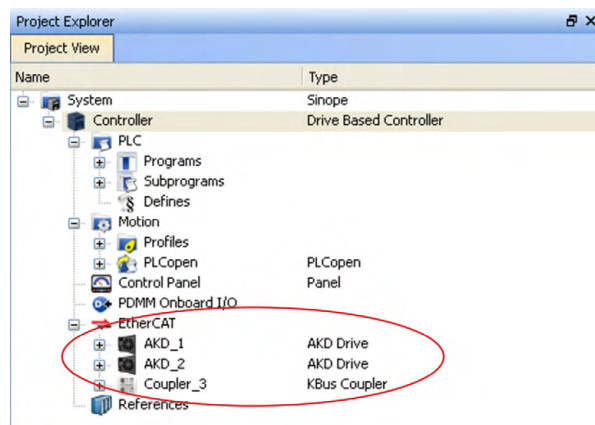 Project Explorer
Project View
Name Type
System Sinope
Controller Drive Based Controller
PLC
Programs
Subprograms
Defines
Motion
Profiles
PLCopen PLCopen
Control Panel Panel
PDMM Onboard I/O
EtherCAT
AKD_1 AKD Drive
AKD_2 AKD Drive
Coupler_3 KBus Coupler
References